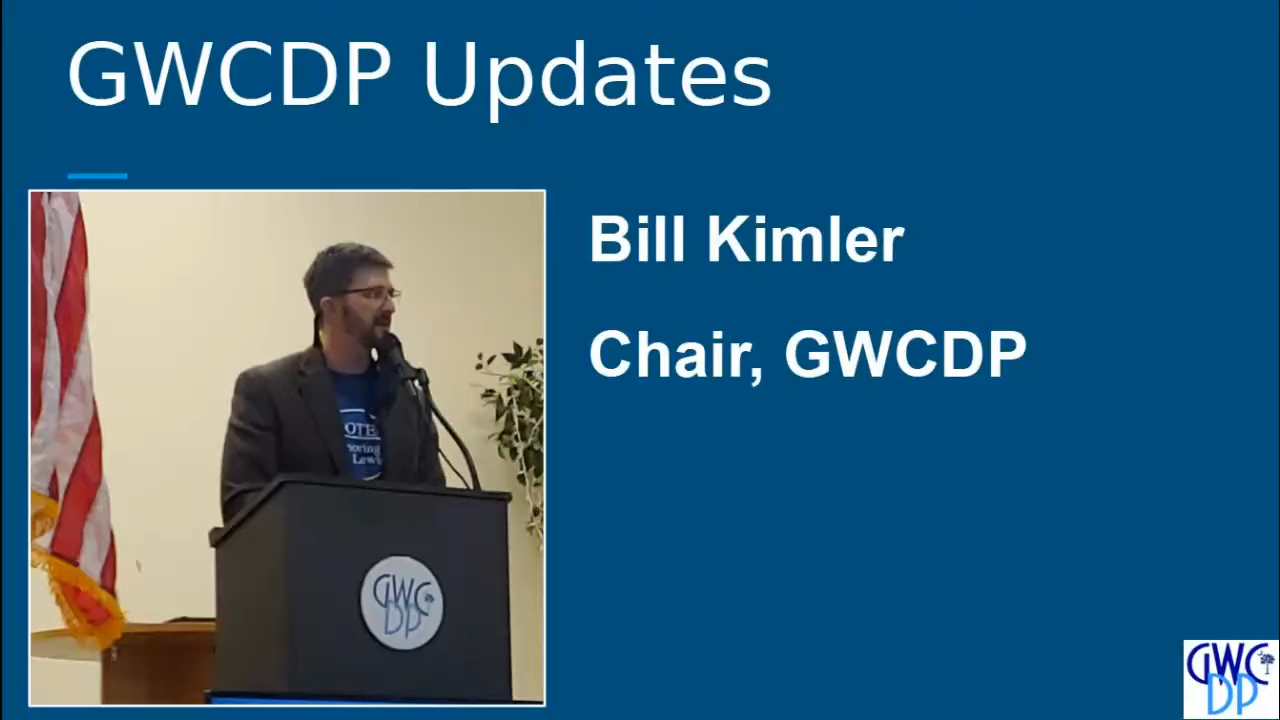 GWCDP Updates
Bill Kimler
Chair, GWCDP
GWC
DP
GWC
DP